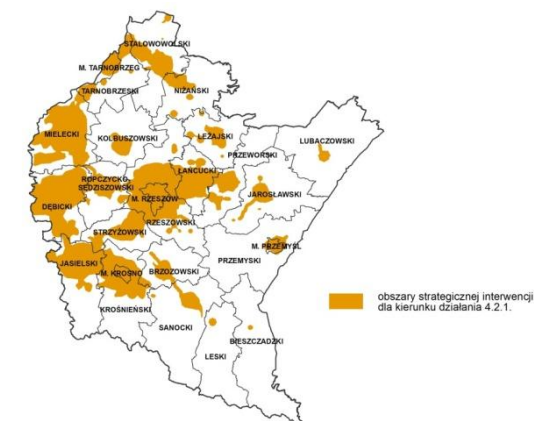 STALOWOWOLSKI
M. TARNOBRZEG
TARNOBRZESKI
NIŻAŃSKI
MIELECKI
KOLBUSZOWSKI
LEŻAJSKI
LUBACZOWSKI
PRZEWORSKI
ROPCZYCKO-
SĘDZISZOWSKI
ŁAŃCUCKI
M. RZESZÓW
JAROSŁAWSKI
DĘBICKI
RZESZOWSKI
STRZYŻOWSKI
M. PRZEMYŚL
JASIELSKI
M. KROSNO
BRZOZOWSKI
PRZEMYSKI
obszary strategicznej interwencji
dla kierunku działania 4.2.1.
KROŚNIEŃSKI
SANOCKI
LESKI
BIESZCZADZKI